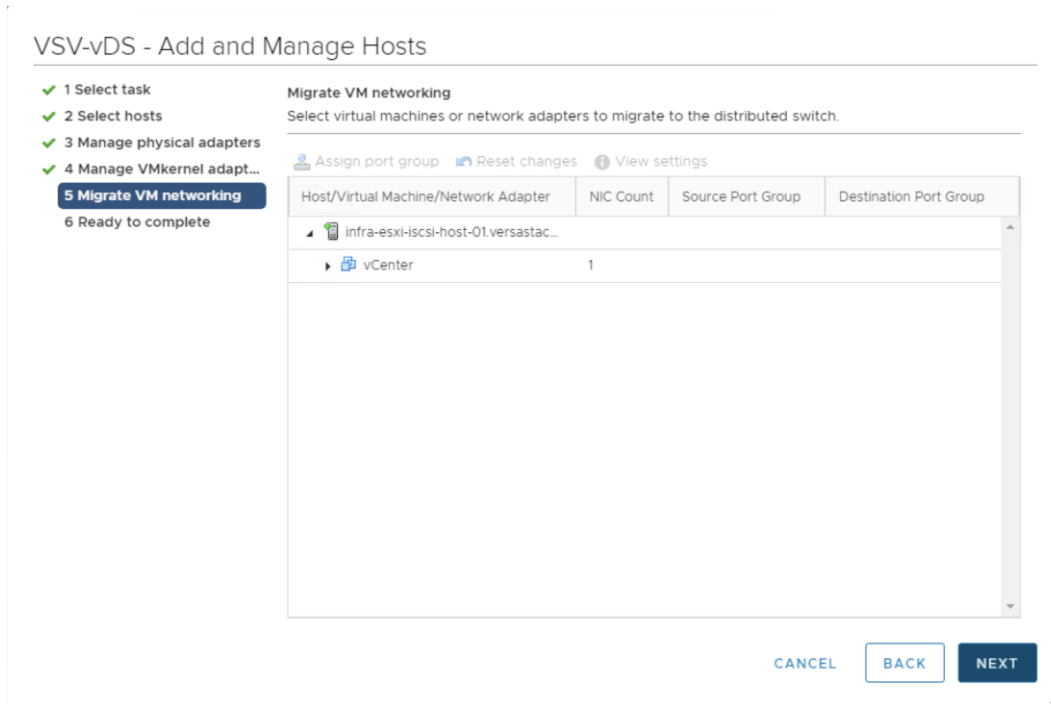 VSV-vDS - Add and Manage Hosts
1 Select task
2 Select hosts
3 Manage physical adapters
4 Manage VMkernel adapt...
5 Migrate VM networking
6 Ready to complete
Migrate VM networking
Select virtual machines or network adapters to migrate to the distributed switch.
Assign port group Reset changes View settings
Host/Virtual Machine/Network Adapter NIC Count Source Port Group Destination Port Group
infra-esxi-iscsi-host-01.versastac...
vCenter 1
CANCEL BACK NEXT